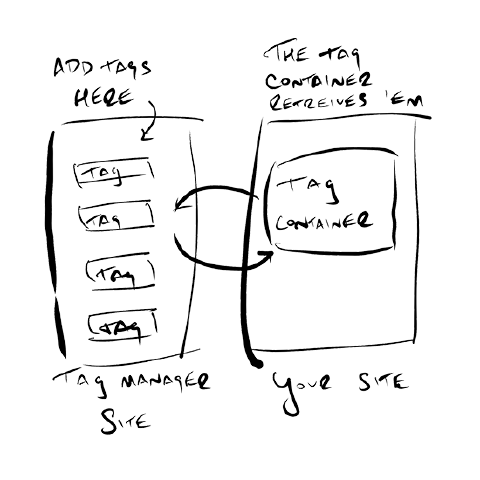 ADD TAGS
HERE
THE TAG
CONTAINER
RETREIVES 'EM
TAG
TAG
TAG
TAG
TAG
CONTAINER
TAG MANAGER
SITE
YOUR SITE